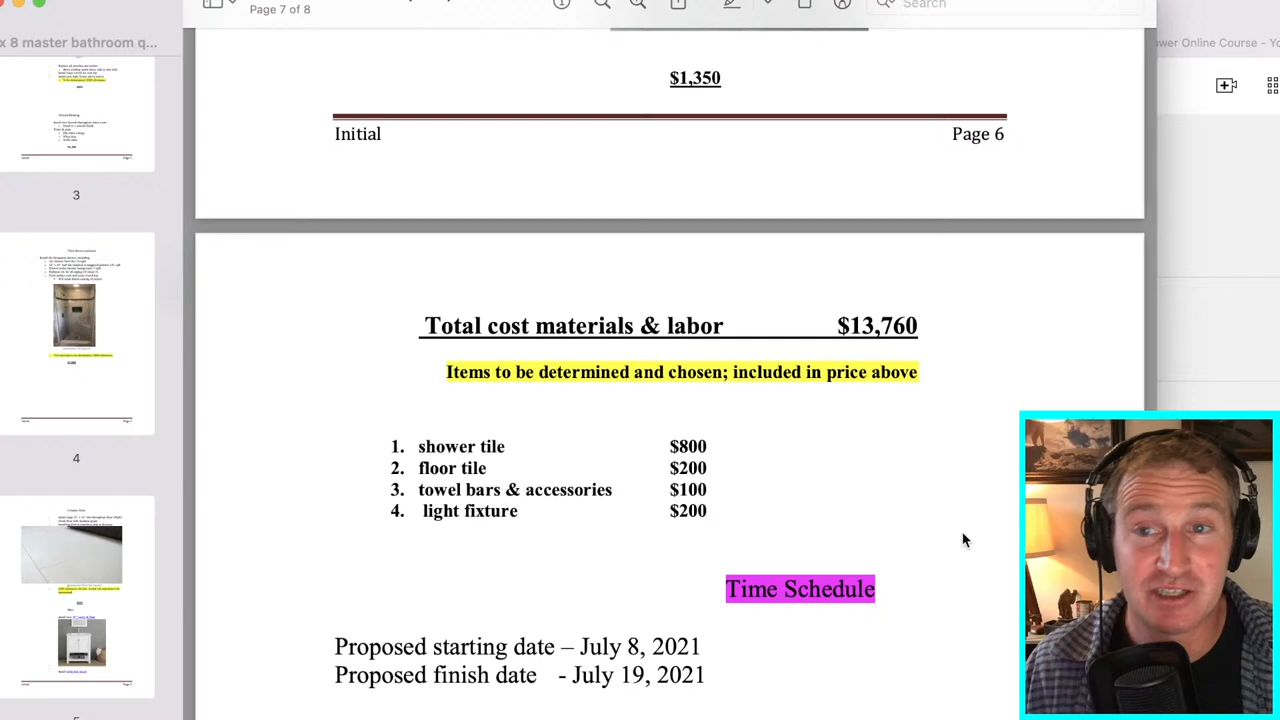 Page 7 of 8
Search
x 8 master bathroom q...
ower Online Course - Yo
$1,350
Initial Page 6
3
Total cost materials & labor $13,760
Items to be determined and chosen; included in price above
4
1. shower tile $800
2. floor tile $200
3. towel bars & accessories $100
4. light fixture $200
Time Schedule
Proposed starting date – July 8, 2021
Proposed finish date - July 19, 2021